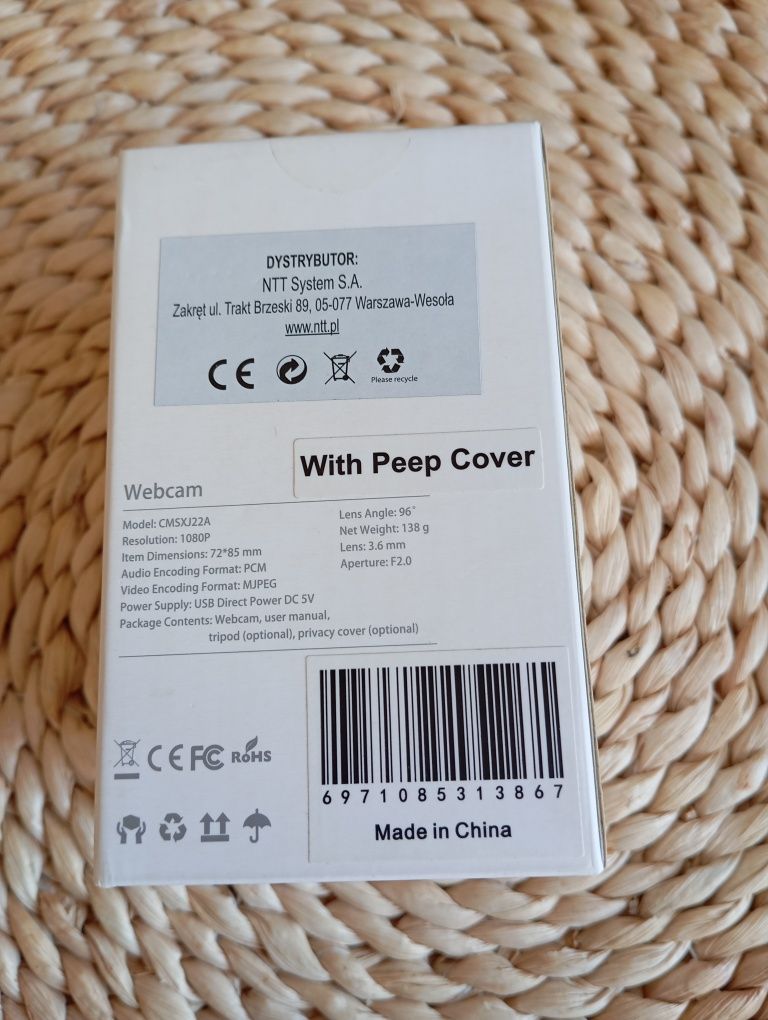 DYSTRYBUTOR:
NTT System S.A.
Zakręt ul. Trakt Brzeski 89, 05-077 Warszawa-Wesoła
www.ntt.pl
CE
Please recycle
With Peep Cover
Webcam
Model: CMSXJ22A
Resolution: 1080P
Item Dimensions: 72*85 mm
Audio Encoding Format: PCM
Video Encoding Format: MJPEG
Power Supply: USB Direct Power DC 5V
Package Contents: Webcam, user manual,
tripod (optional), privacy cover (optional)
Lens Angle: 96°
Net Weight: 138 g
Lens: 3.6 mm
Aperture: F2.0
CE FC RoHS
6971085313867
Made in China